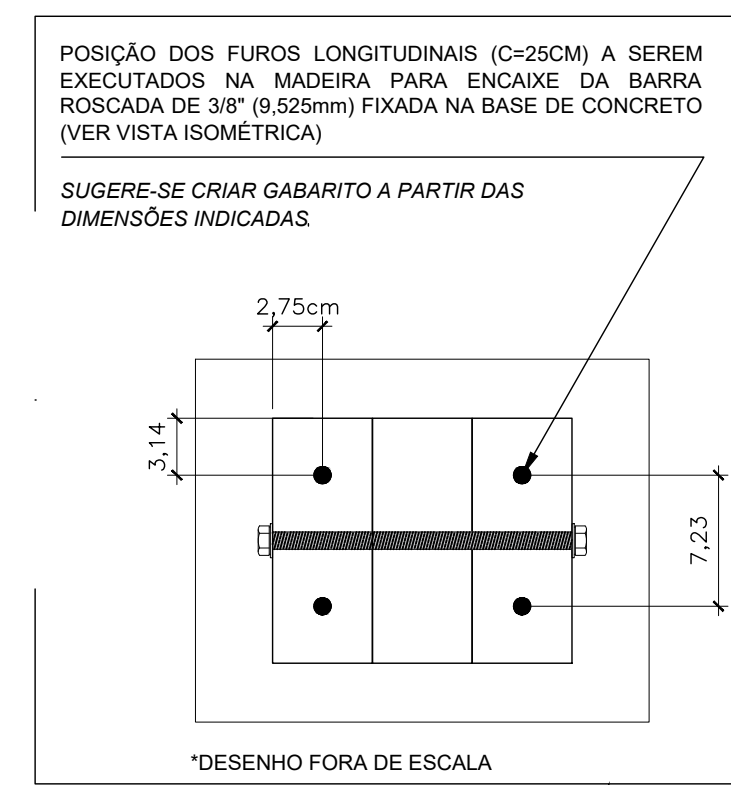 POSIÇÃO DOS FUROS LONGITUDINAIS (C=25CM) A SEREM
EXECUTADOS NA MADEIRA PARA ENCAIXE DA BARRA
ROSCADA DE 3/8" (9,525mm) FIXADA NA BASE DE CONCRETO
(VER VISTA ISOMÉTRICA)
SUGERE-SE CRIAR GABARITO A PARTIR DAS
DIMENSÕES INDICADAS.
2,75cm
3,14
7,23
*DESENHO FORA DE ESCALA